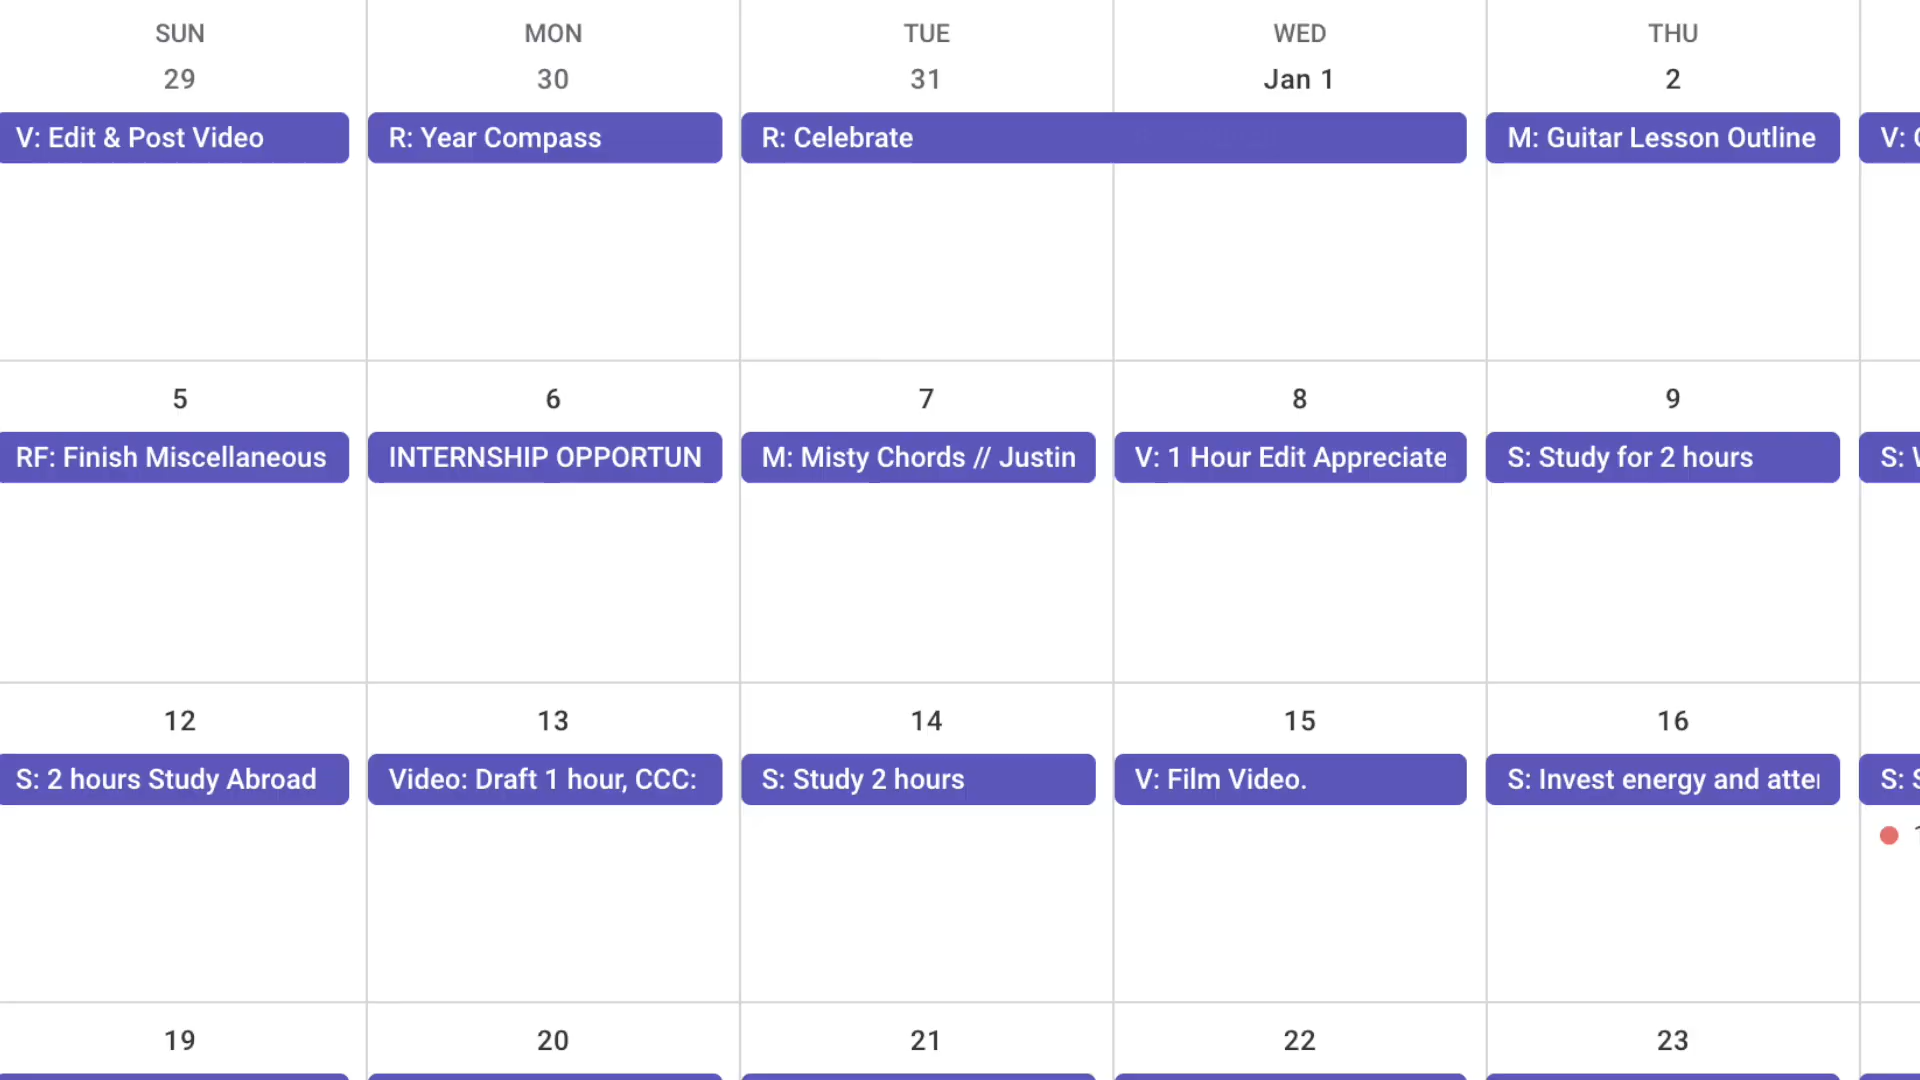 SUN MON TUE WED THU
29 30 31 Jan 1 2
V: Edit & Post Video R: Year Compass R: Celebrate M: Guitar Lesson Outline V:
5 6 7 8 9
RF: Finish Miscellaneous INTERNSHIP OPPORTUN M: Misty Chords // Justin V: 1 Hour Edit Appreciate S: Study for 2 hours S:
12 13 14 15 16
S: 2 hours Study Abroad Video: Draft 1 hour, CCC: S: Study 2 hours V: Film Video. S: Invest energy and atte S:
19 20 21 22 23